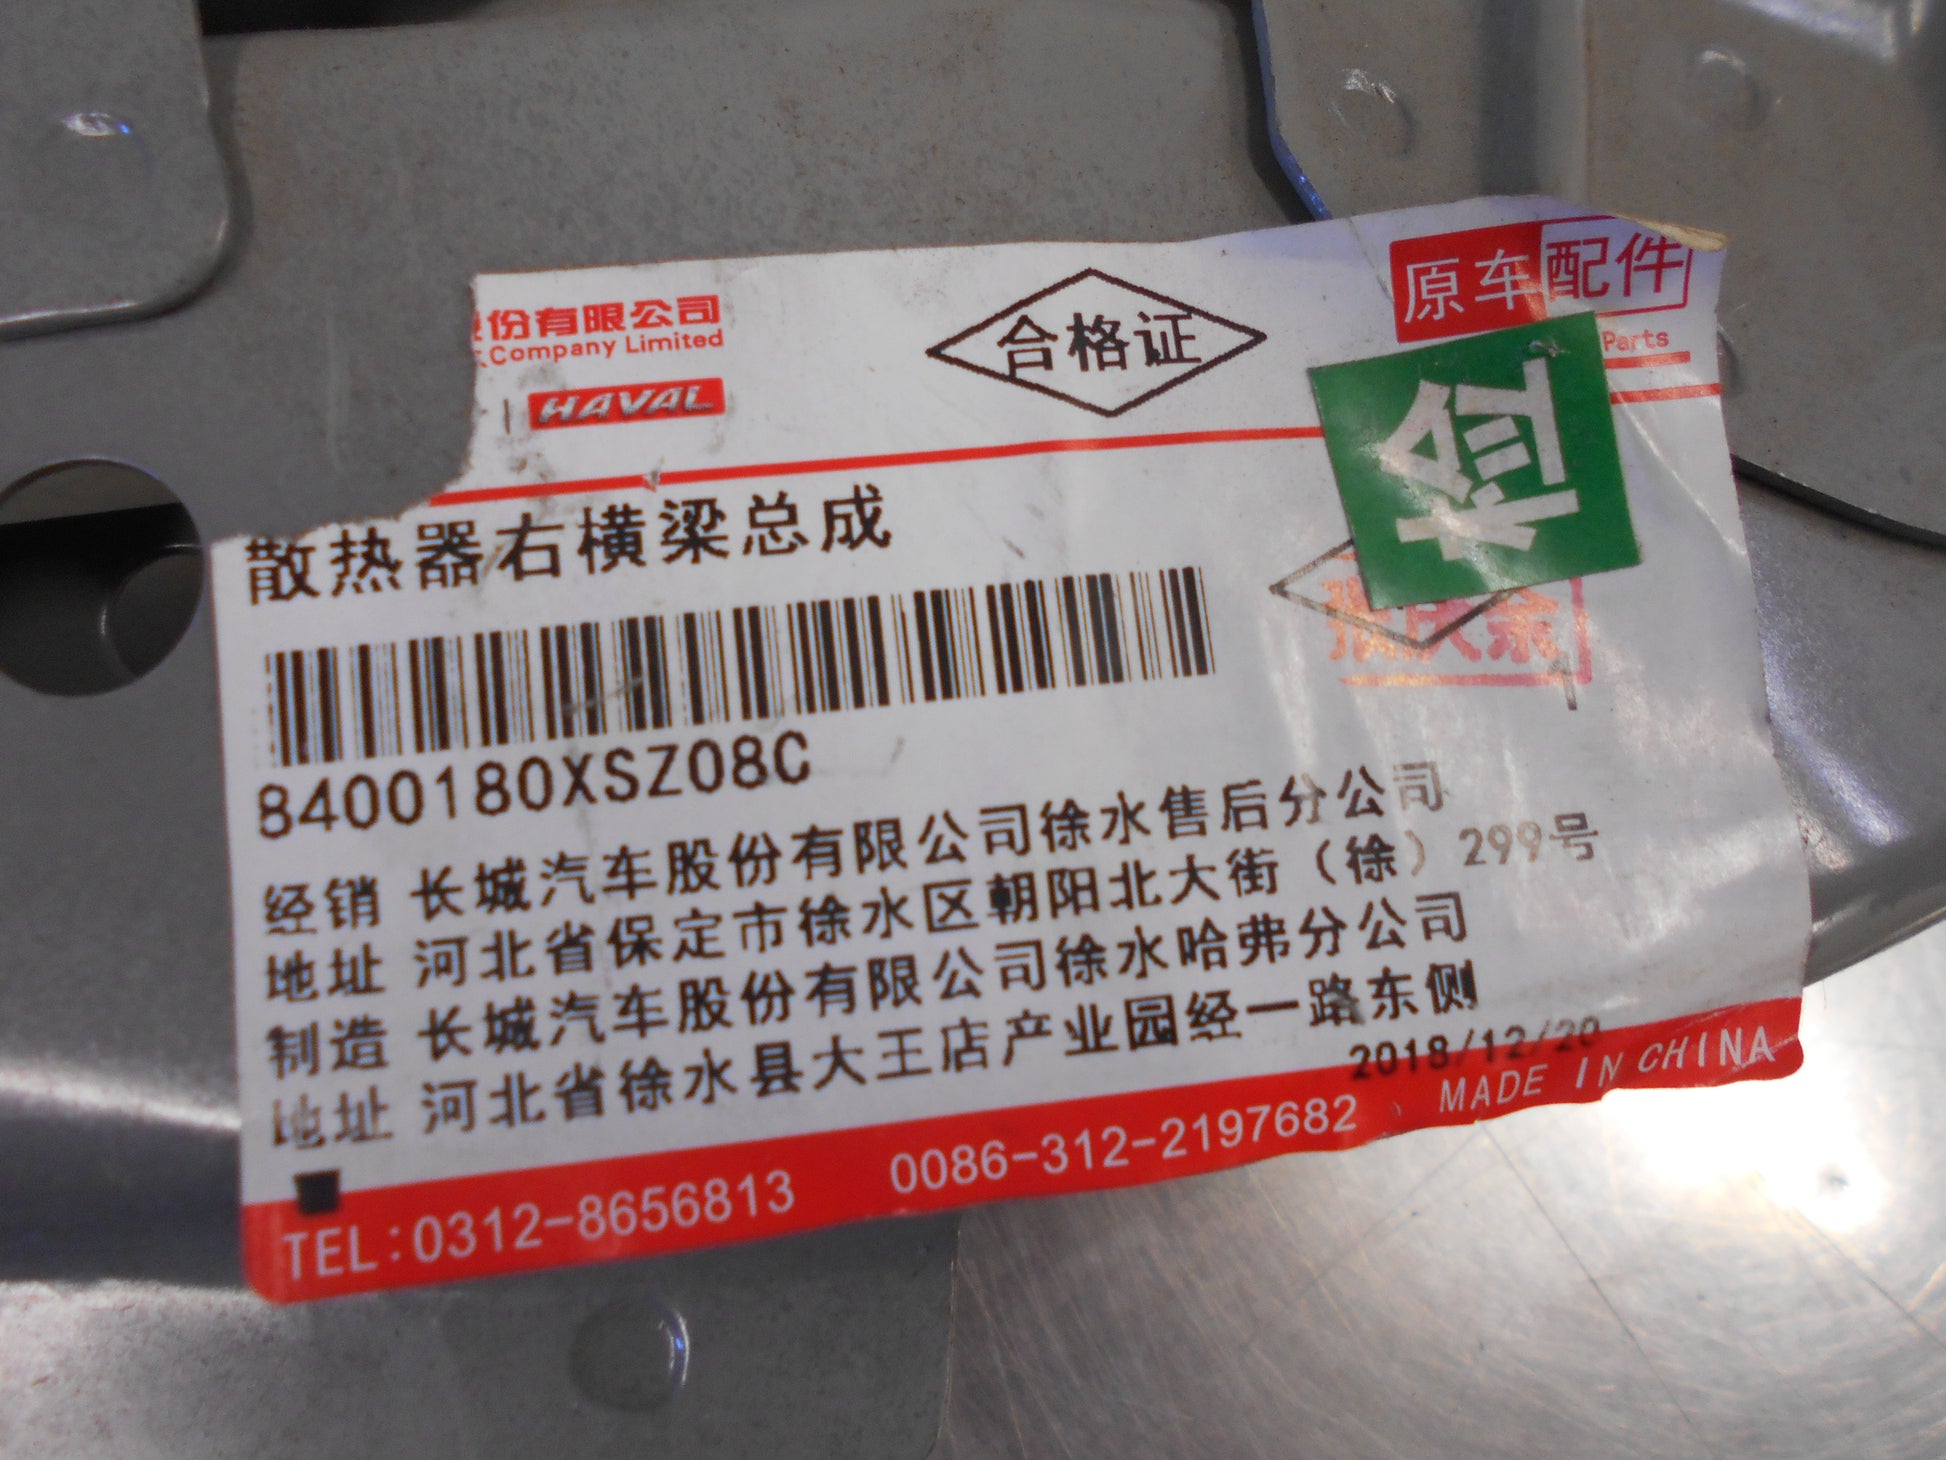 份有限公司
Company Limited
HAVAL
合格证
原车配件
Parts
检
散热器右横梁总成
8400180XSZ08C
经销 长城汽车股份有限公司徐水售后分公司
地址 河北省保定市徐水区朝阳北大街（徐）299号
制造 长城汽车股份有限公司徐水哈弗分公司
地址 河北省徐水县大王店产业园经一路东侧
2018/12/20
TEL:0312-8656813 0086-312-2197682 MADE IN CHINA